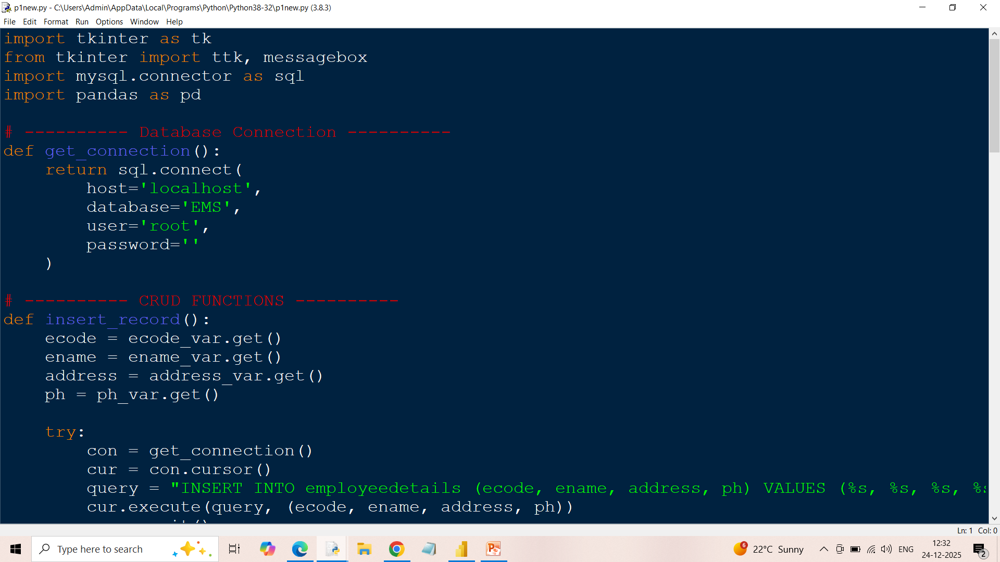 p1new.py - C:\Users\Admin\AppData\Local\Programs\Python\Python38-32\p1new.py (3.8.3)
File Edit Format Run Options Window Help
import tkinter as tk
from tkinter import ttk, messagebox
import mysql.connector as sql
import pandas as pd
# ---------- Database Connection ----------
def get_connection():
    return sql.connect(
        host='localhost',
        database='EMS',
        user='root',
        password=''
    )
# ---------- CRUD FUNCTIONS ----------
def insert_record():
    ecode = ecode_var.get()
    ename = ename_var.get()
    address = address_var.get()
    ph = ph_var.get()
    try:
        con = get_connection()
        cur = con.cursor()
        query = "INSERT INTO employeedetails (ecode, ename, address, ph) VALUES (%s, %s, %s, %s
        cur.execute(query, (ecode, ename, address, ph))
Ln: 1 Col: 0
Type here to search
6
22°C Sunny
ENG
12:32
24-12-2025
2